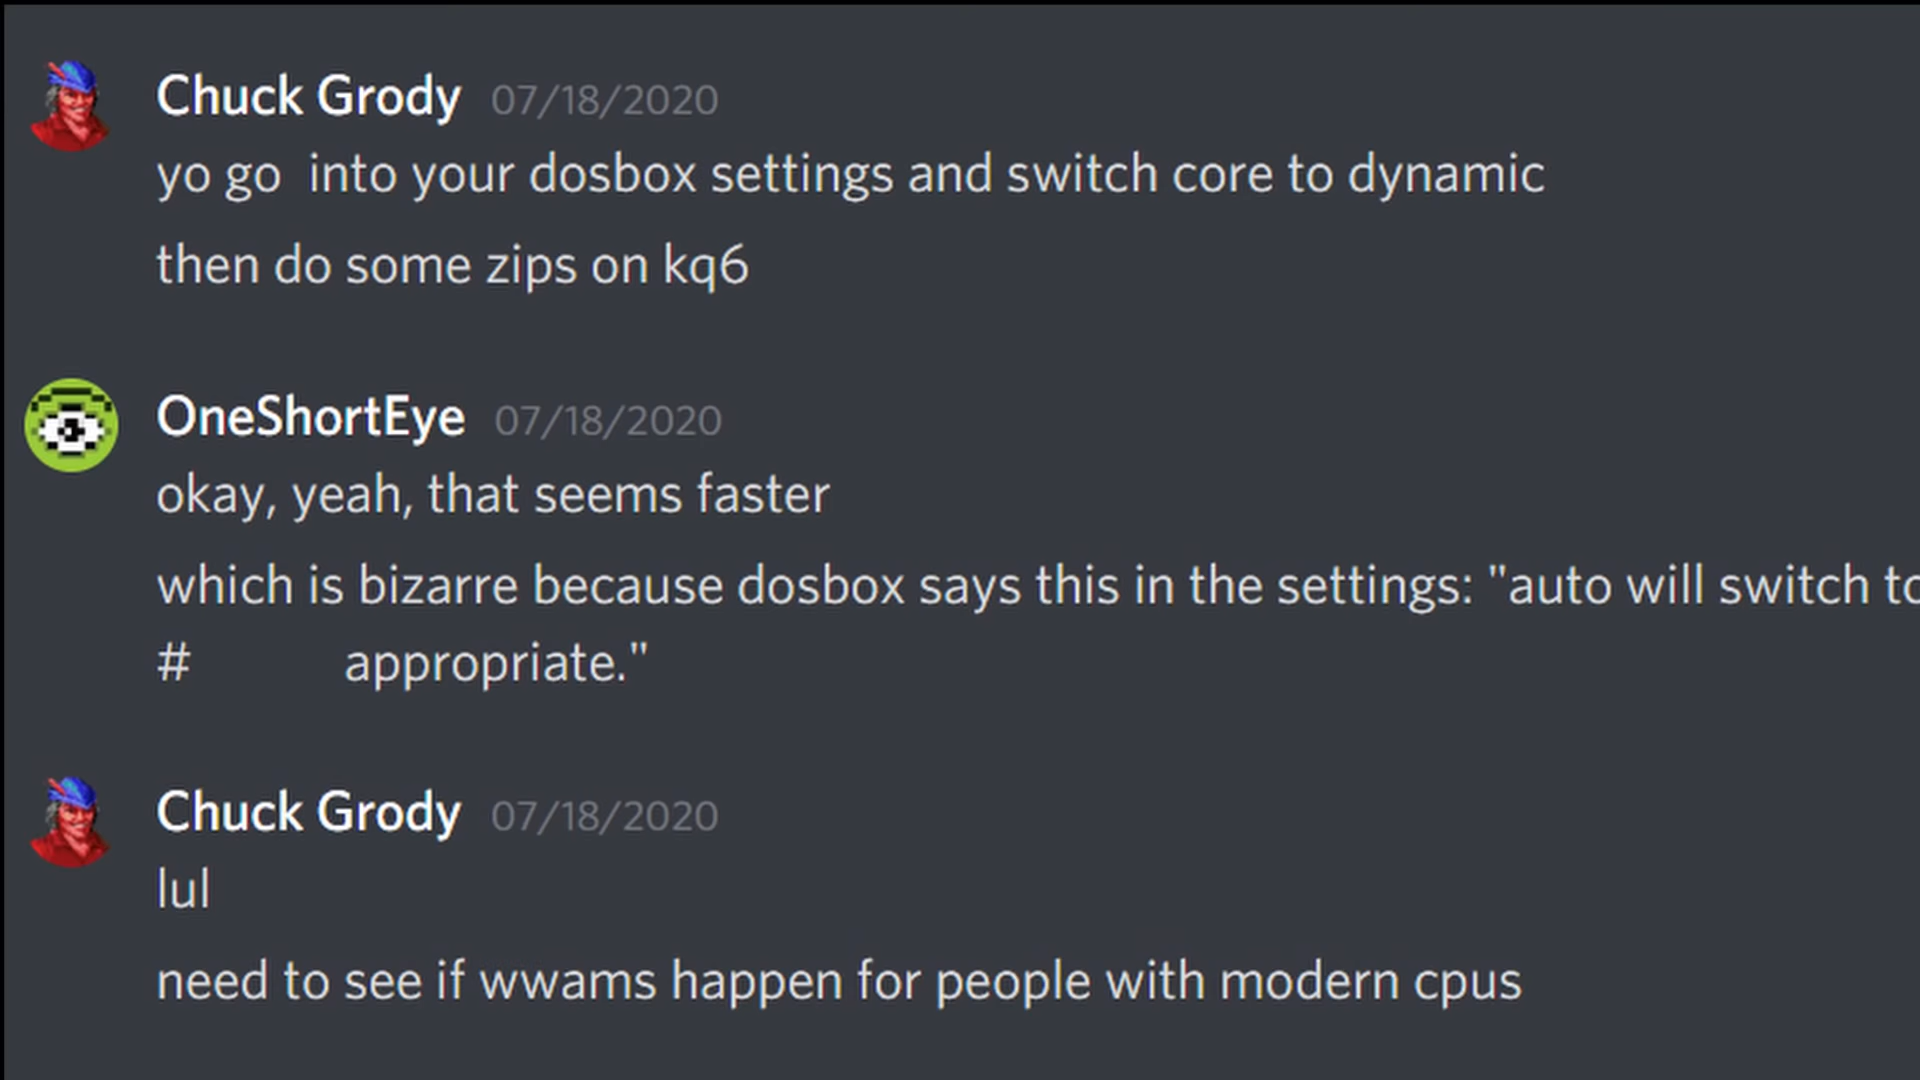 Chuck Grody 07/18/2020
yo go  into your dosbox settings and switch core to dynamic
then do some zips on kq6
OneShortEye 07/18/2020
okay, yeah, that seems faster
which is bizarre because dosbox says this in the settings: "auto will switch to
#           appropriate."
Chuck Grody 07/18/2020
lul
need to see if wwams happen for people with modern cpus